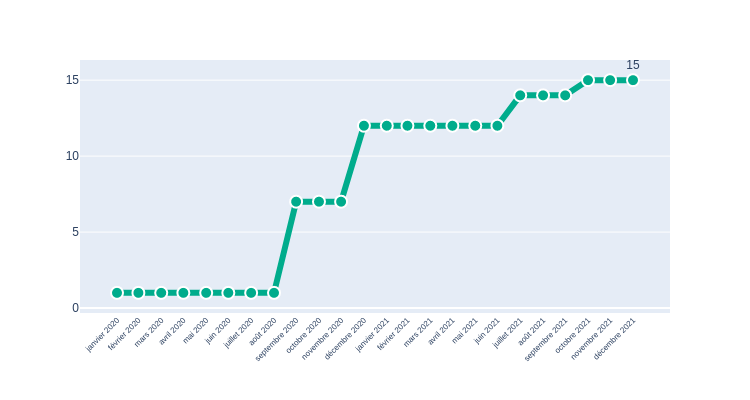 15
15
10
5
0
janvier 2020
février 2020
mars 2020
avril 2020
mai 2020
juin 2020
juillet 2020
août 2020
septembre 2020
octobre 2020
novembre 2020
décembre 2020
janvier 2021
février 2021
mars 2021
avril 2021
mai 2021
juin 2021
juillet 2021
août 2021
septembre 2021
octobre 2021
novembre 2021
décembre 2021